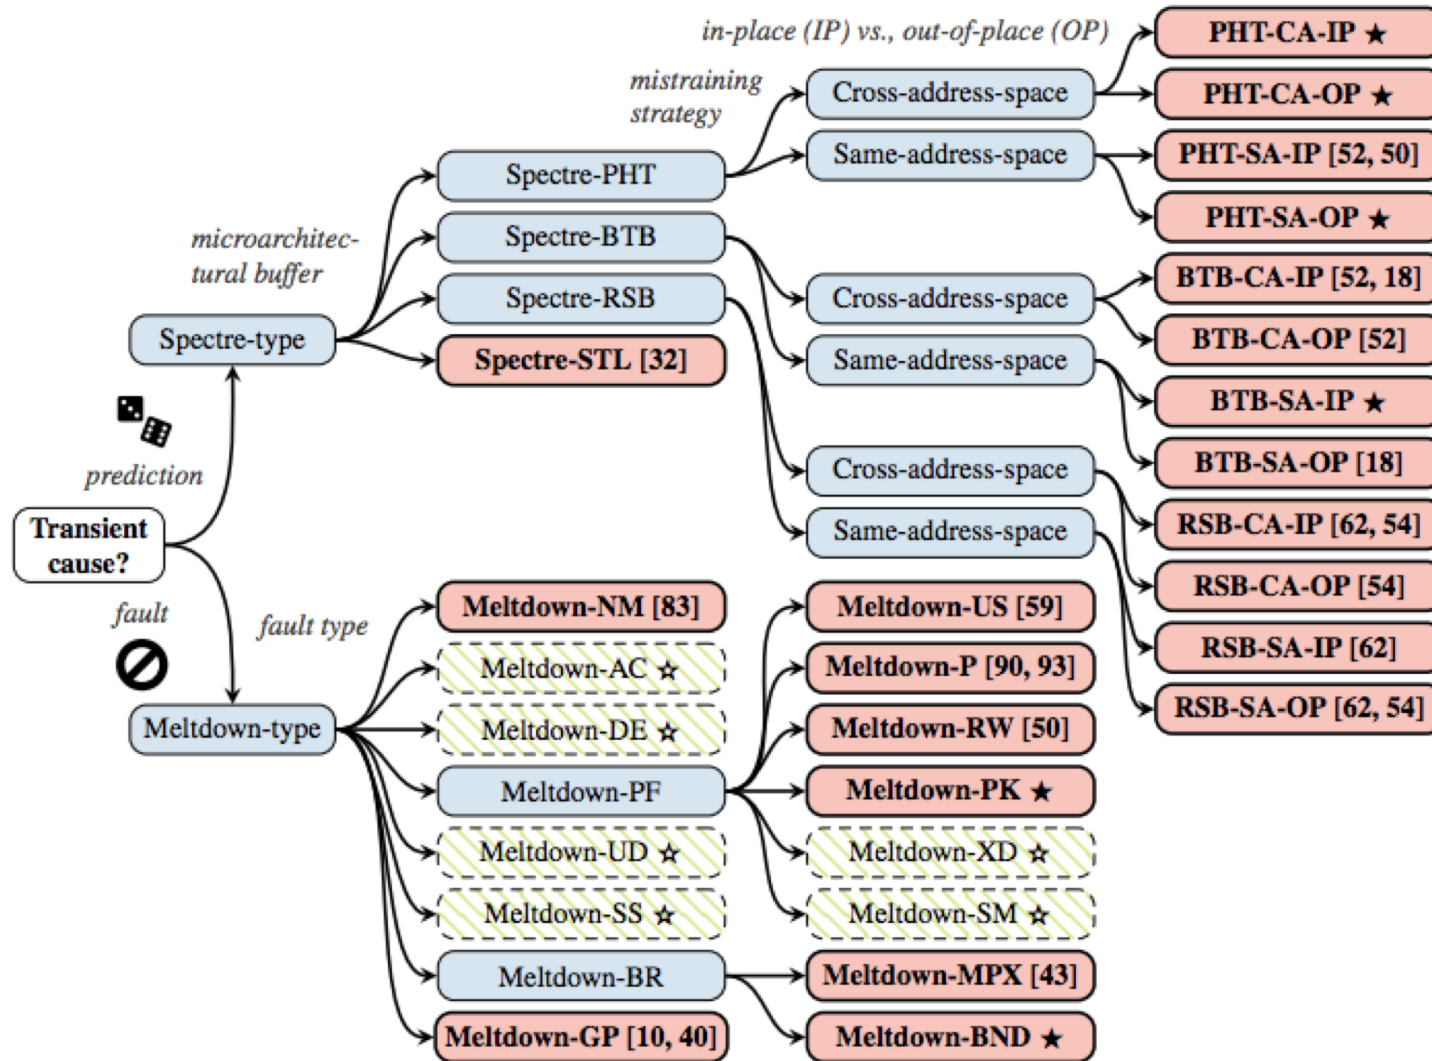 in-place (IP) vs., out-of-place (OP)
mistraining
strategy
microarchitec-
tural buffer
prediction
Transient
cause?
fault
fault type
Spectre-type
Meltdown-type
Spectre-PHT
Spectre-BTB
Spectre-RSB
Spectre-STL [32]
Cross-address-space
Same-address-space
Cross-address-space
Same-address-space
Cross-address-space
Same-address-space
PHT-CA-IP ★
PHT-CA-OP ★
PHT-SA-IP [52, 50]
PHT-SA-OP ★
BTB-CA-IP [52, 18]
BTB-CA-OP [52]
BTB-SA-IP ★
BTB-SA-OP [18]
RSB-CA-IP [62, 54]
RSB-CA-OP [54]
RSB-SA-IP [62]
RSB-SA-OP [62, 54]
Meltdown-NM [83]
Meltdown-AC ☆
Meltdown-DE ☆
Meltdown-PF
Meltdown-UD ☆
Meltdown-SS ☆
Meltdown-BR
Meltdown-GP [10, 40]
Meltdown-US [59]
Meltdown-P [90, 93]
Meltdown-RW [50]
Meltdown-PK ★
Meltdown-XD ☆
Meltdown-SM ☆
Meltdown-MPX [43]
Meltdown-BND ★